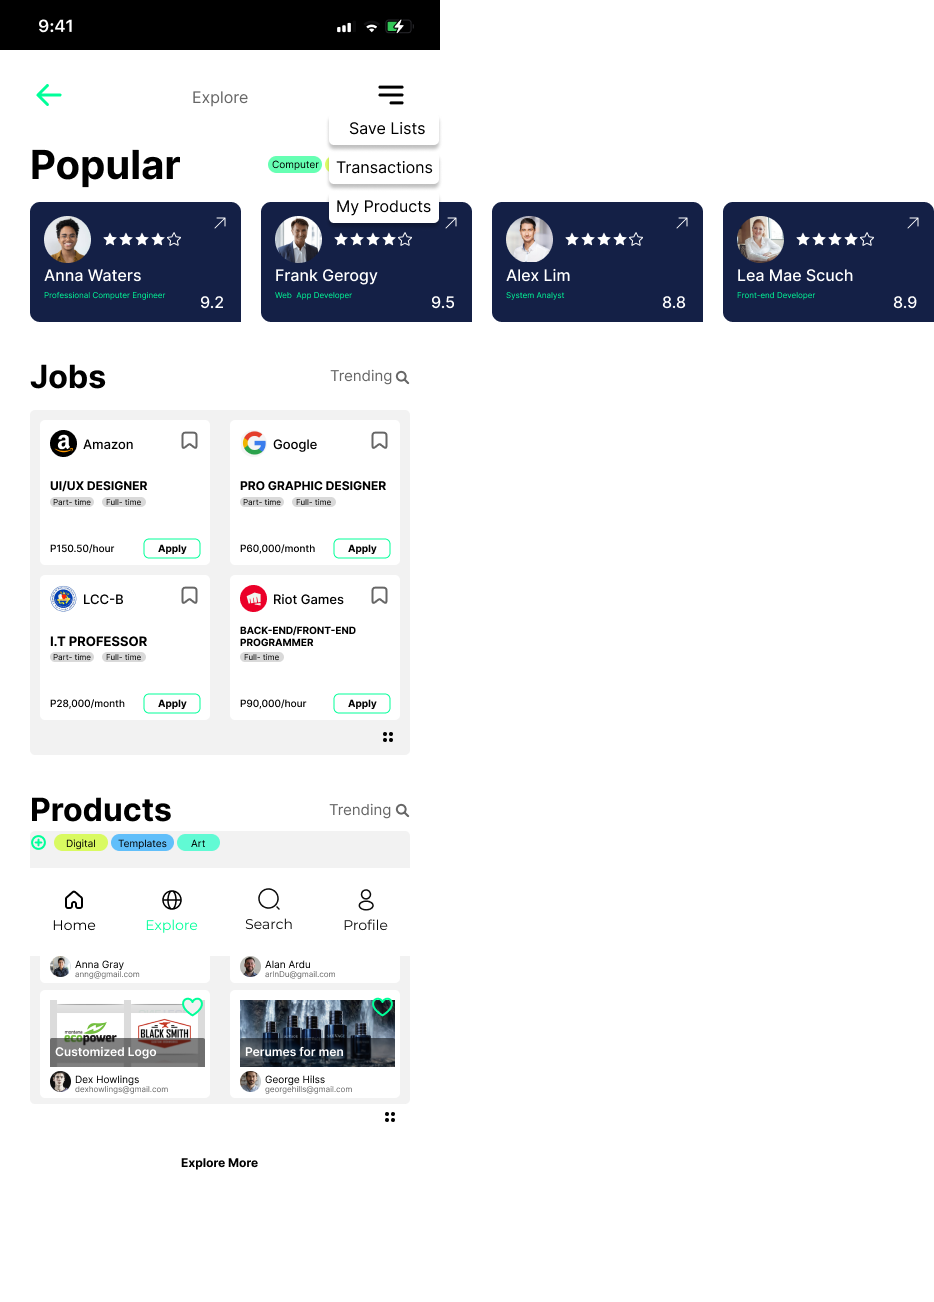 9:41
Explore
Save Lists
Popular
Computer
Transactions
My Products
Anna Waters
Professional Computer Engineer
9.2
Frank Gerogy
Web App Developer
9.5
Alex Lim
System Analyst
8.8
Lea Mae Scuch
Front-end Developer
8.9
Jobs
Trending
Amazon
UI/UX DESIGNER
Part- time Full- time
P150.50/hour Apply
Google
PRO GRAPHIC DESIGNER
Part- time Full- time
P60,000/month Apply
LCC-B
I.T PROFESSOR
Part- time Full- time
P28,000/month Apply
Riot Games
BACK-END/FRONT-END
PROGRAMMER
Full- time
P90,000/hour Apply
Products
Trending
Digital Templates Art
Home Explore Search Profile
Anna Gray
anng@gmail.com
Alan Ardu
arlnDu@gmail.com
montana
ecopower
BLACK SMITH
Customized Logo
Dex Howlings
dexhowlings@gmail.com
Perumes for men
George Hilss
georgehills@gmail.com
Explore More